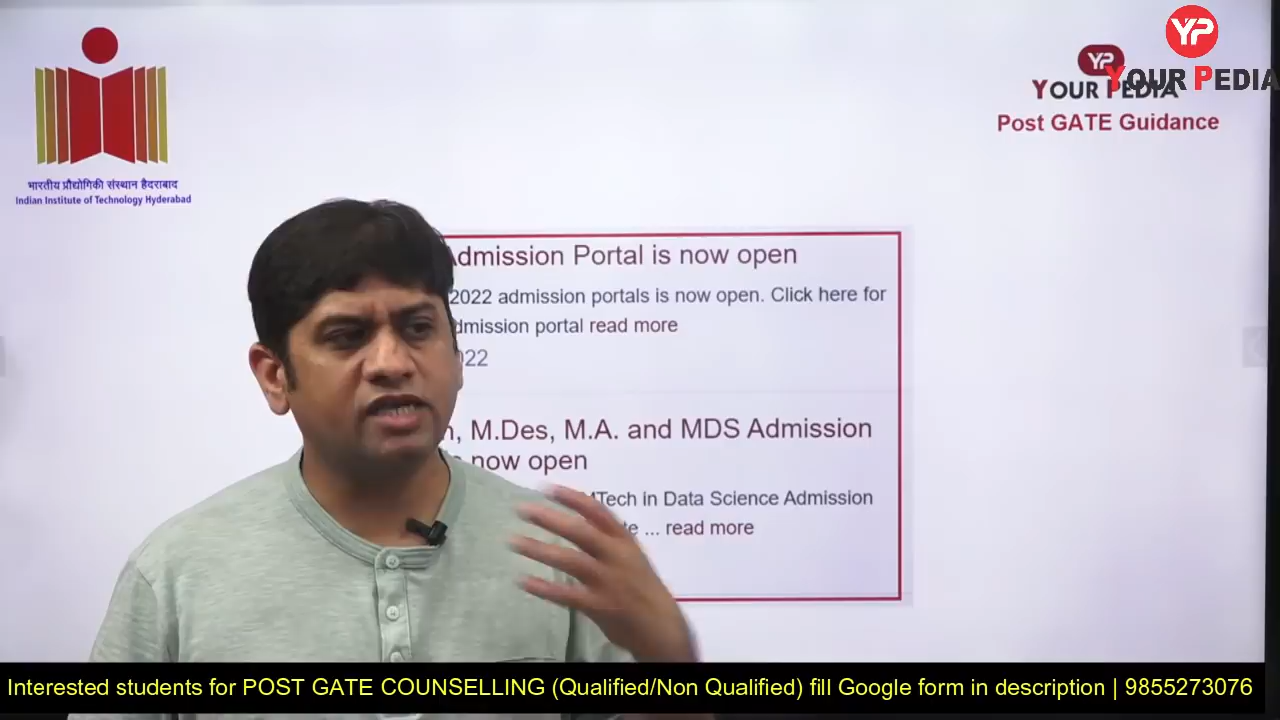 YP
YOUR PEDIA
YP
YOUR PEDIA
Post GATE Guidance
भारतीय प्रौद्योगिकी संस्थान हैदराबाद
Indian Institute of Technology Hyderabad
Admission Portal is now open
2022 admission portals is now open. Click here for
dmission portal read more
022
, M.Des, M.A. and MDS Admission
now open
MTech in Data Science Admission
... read more
Interested students for POST GATE COUNSELLING (Qualified/Non Qualified) fill Google form in description | 9855273076